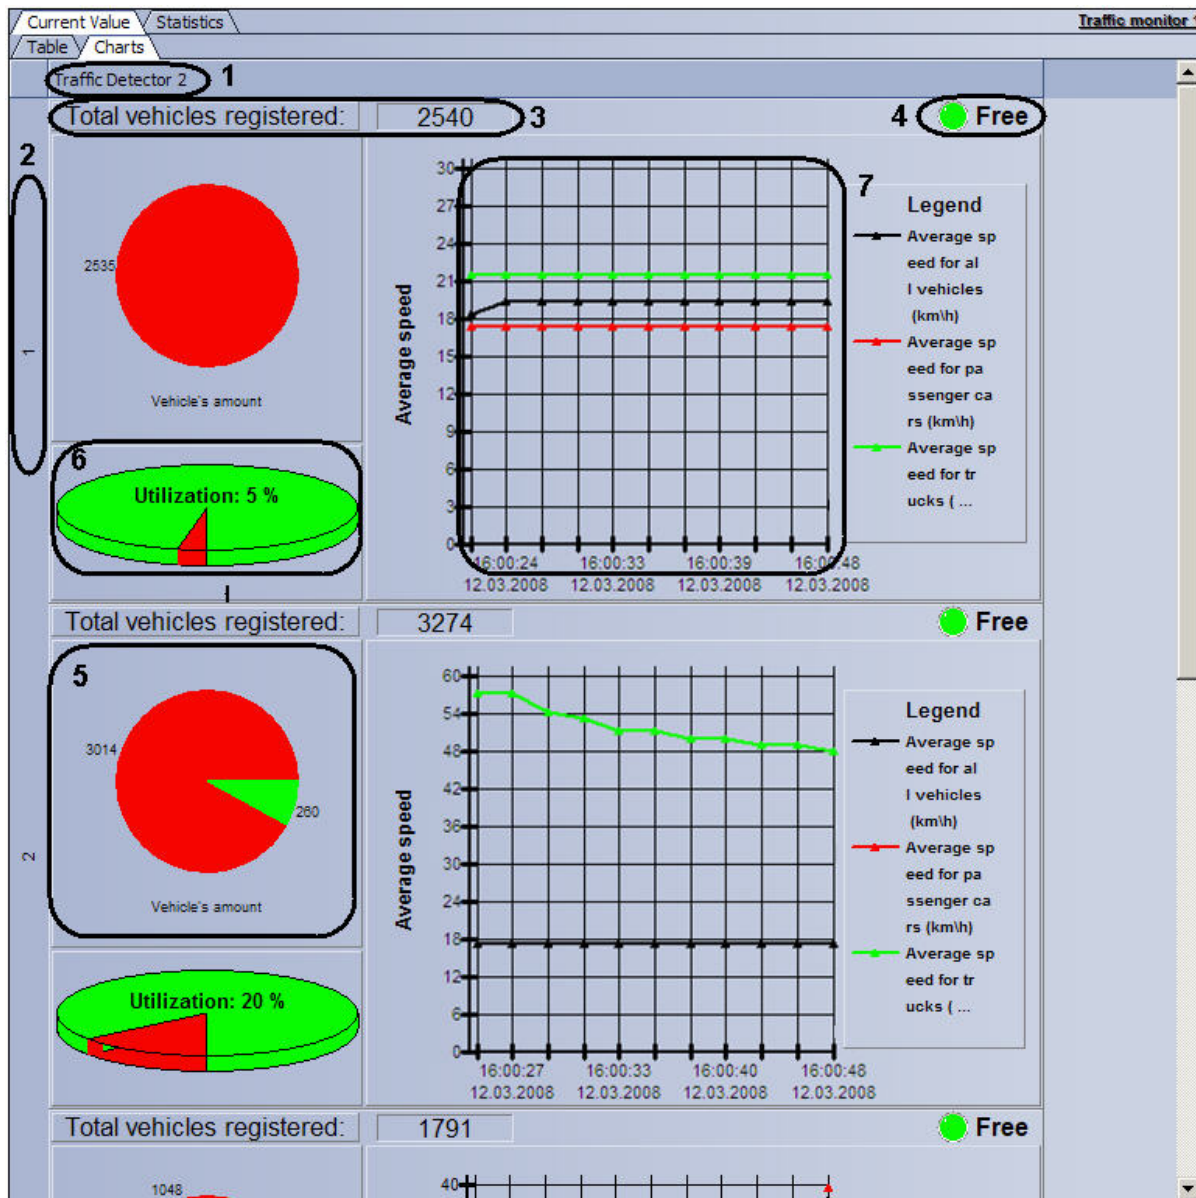 Current Value Statistics Traffic monitor 1
Table Charts
Traffic Detector 2 1
Total vehicles registered: 2540 3 4 Free
2
7
1
2535
Vehicle's amount
6
Utilization: 5 %
Average speed
30
27
24
21
18
15
12
9
6
3
0
16:00:24 16:00:33 16:00:39 16:00:48
12.03.2008 12.03.2008 12.03.2008 12.03.2008
Legend
Average sp
eed for al
l vehicles
(km\h)
Average sp
eed for pa
ssenger ca
rs (km\h)
Average sp
eed for tr
ucks ( ...
Total vehicles registered: 3274 Free
5
2
3014
260
Vehicle's amount
Utilization: 20 %
Average speed
60
54
48
42
36
30
24
18
12
6
0
16:00:27 16:00:33 16:00:40 16:00:48
12.03.2008 12.03.2008 12.03.2008 12.03.2008
Legend
Average sp
eed for al
l vehicles
(km\h)
Average sp
eed for pa
ssenger ca
rs (km\h)
Average sp
eed for tr
ucks ( ...
Total vehicles registered: 1791 Free
1048
40